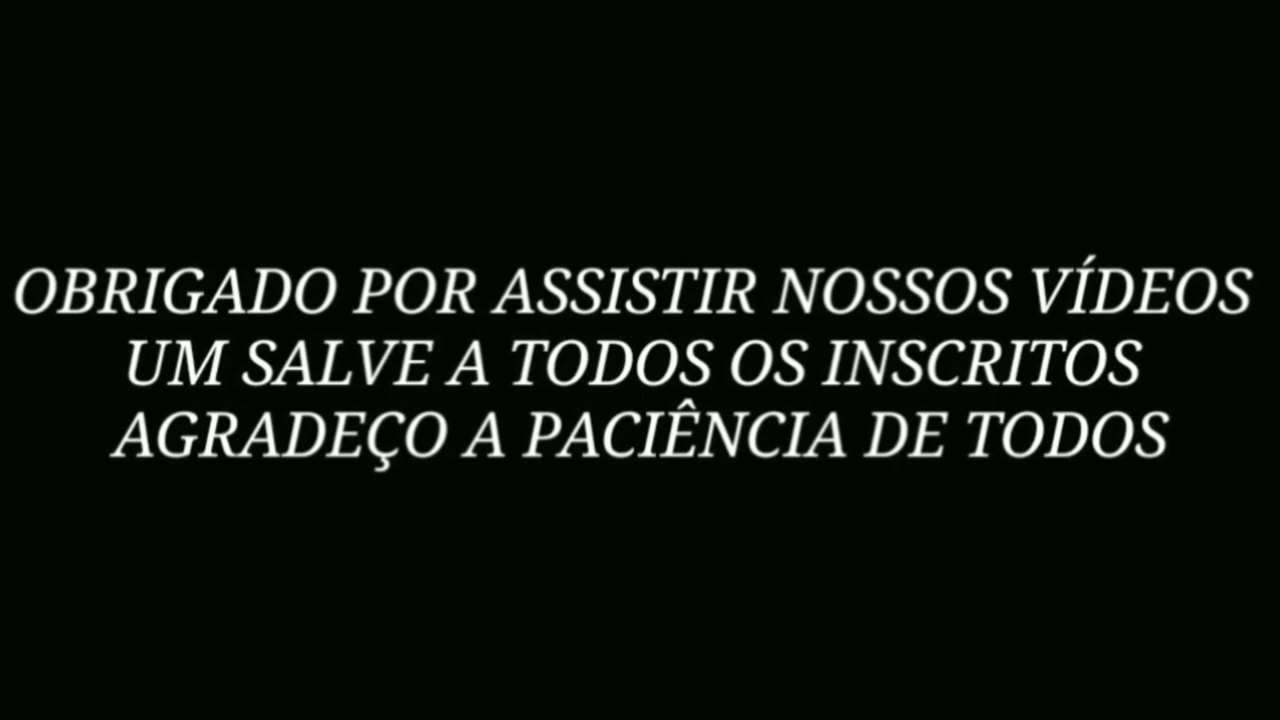 OBRIGADO POR ASSISTIR NOSSOS VÍDEOS
UM SALVE A TODOS OS INSCRITOS
AGRADEÇO A PACIÊNCIA DE TODOS